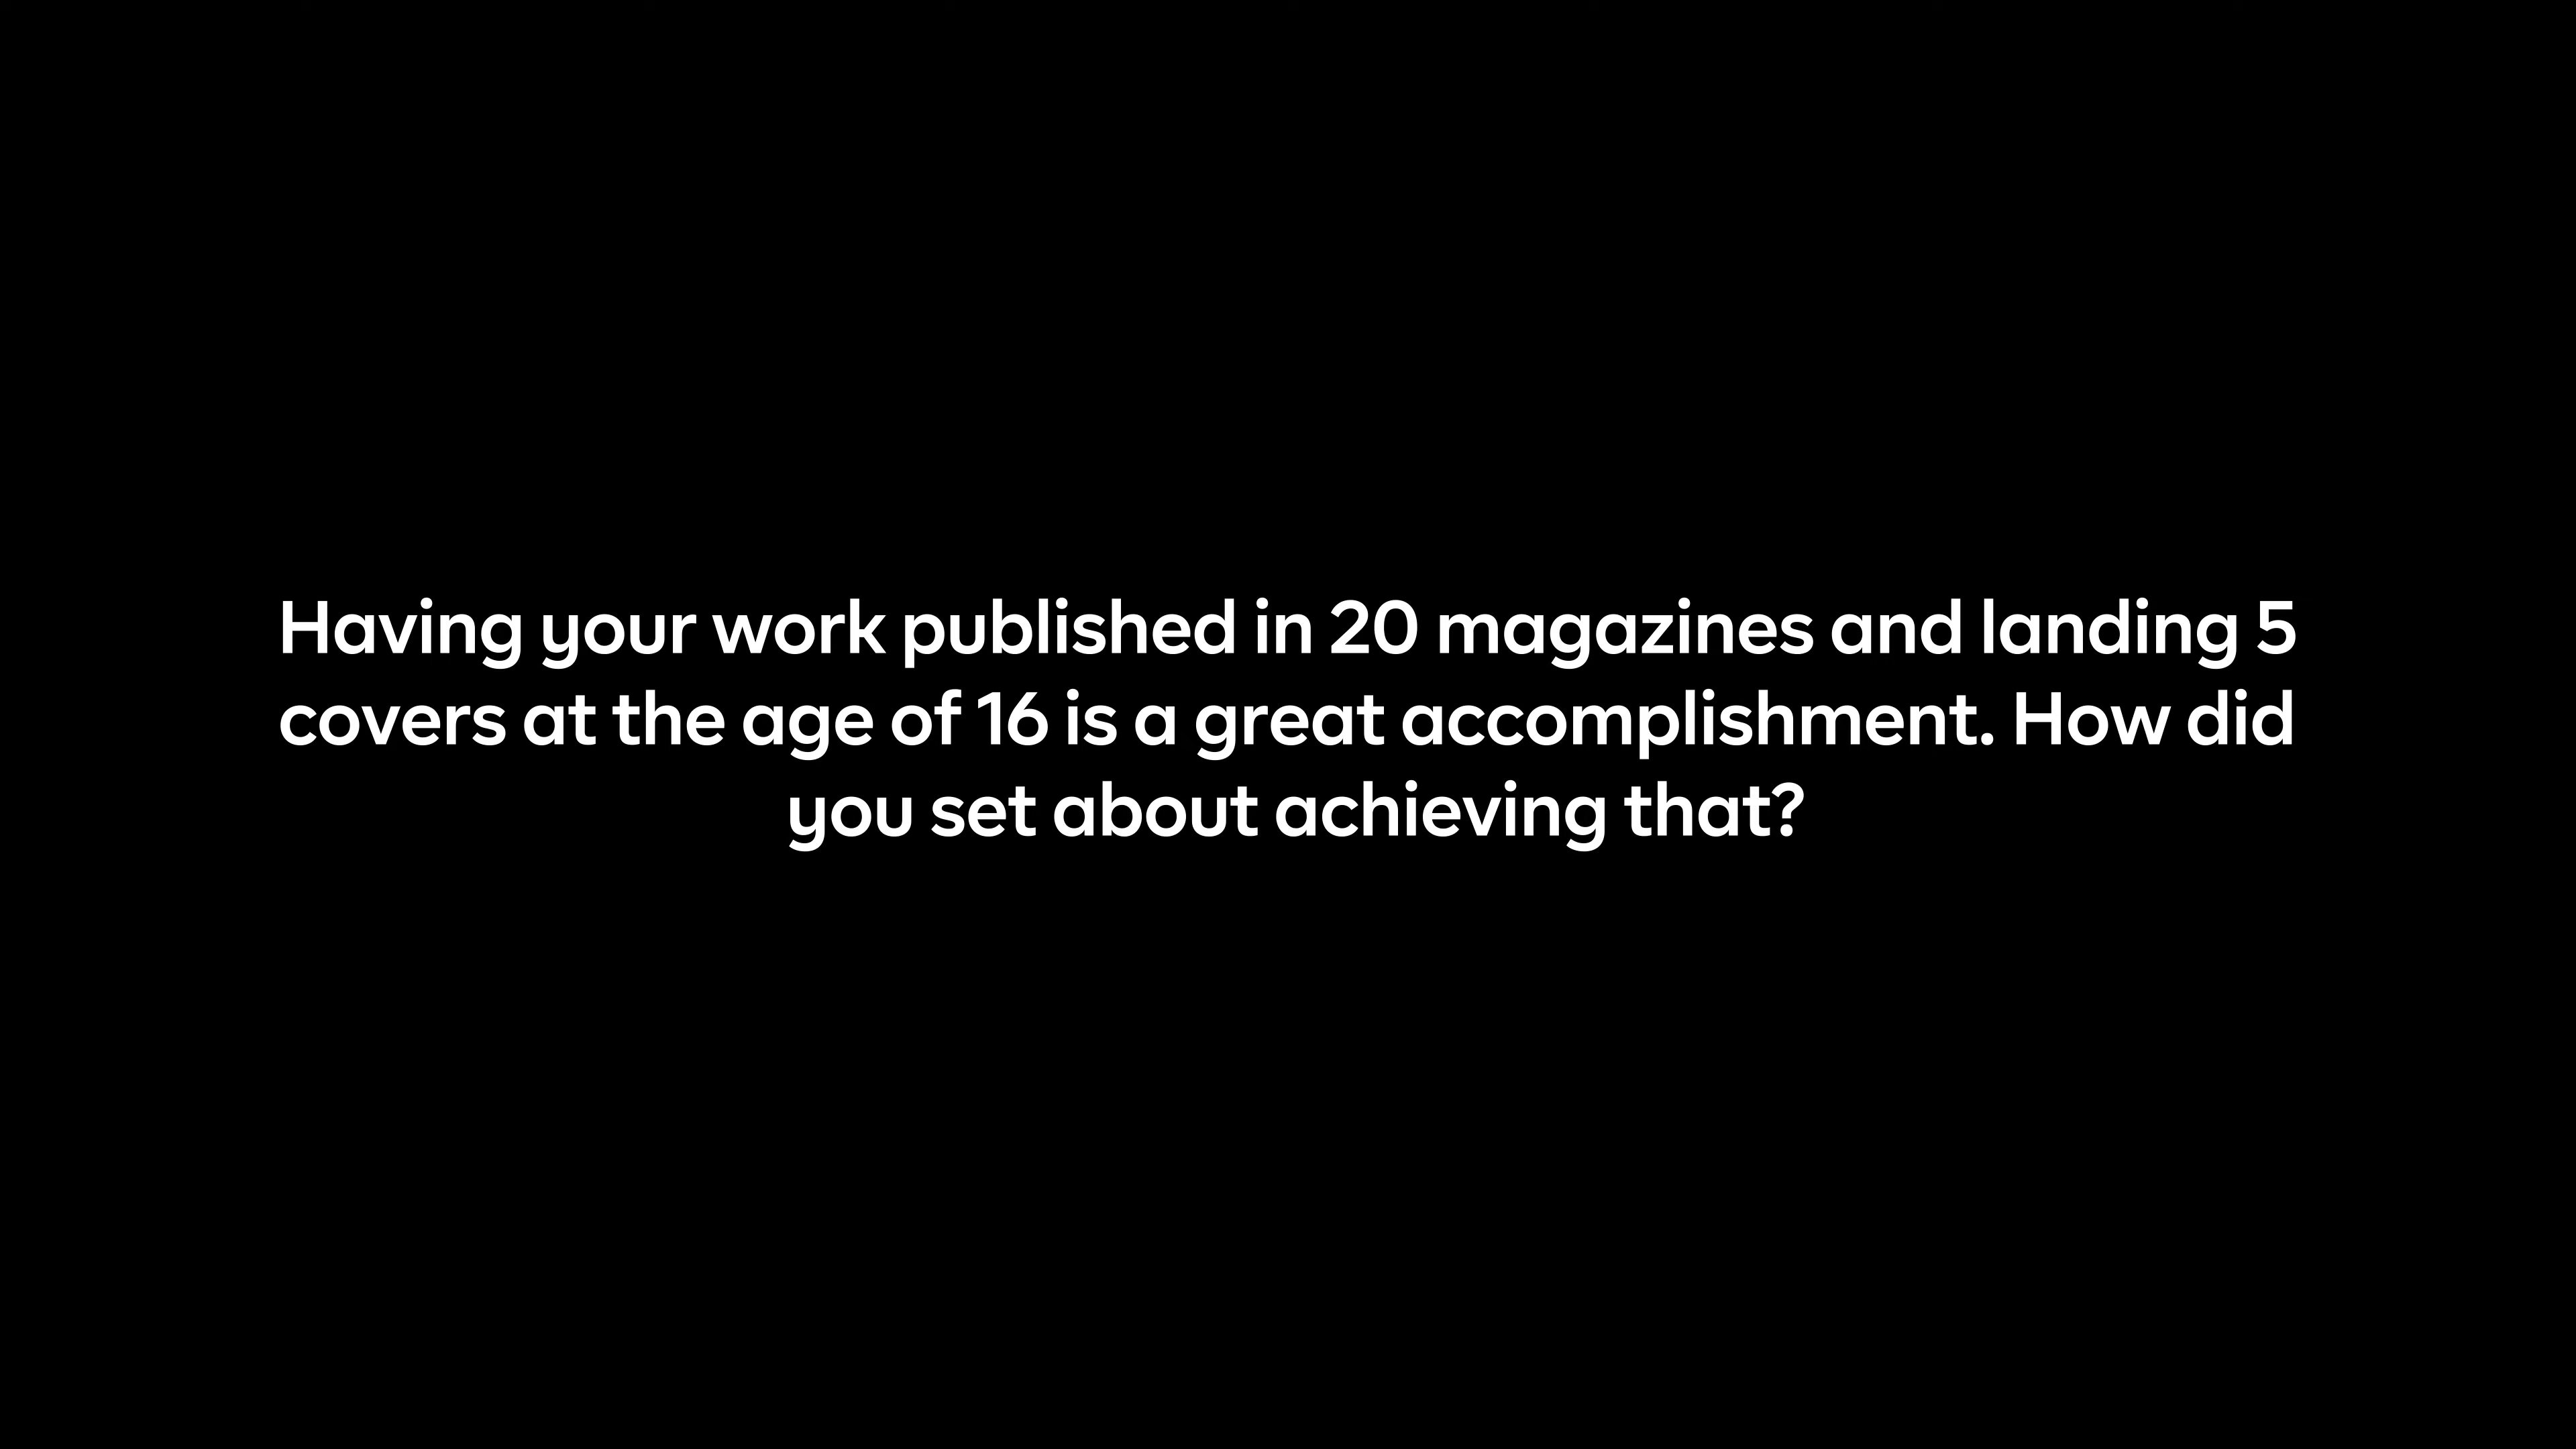 Having your work published in 20 magazines and landing 5
covers at the age of 16 is a great accomplishment. How did
you set about achieving that?